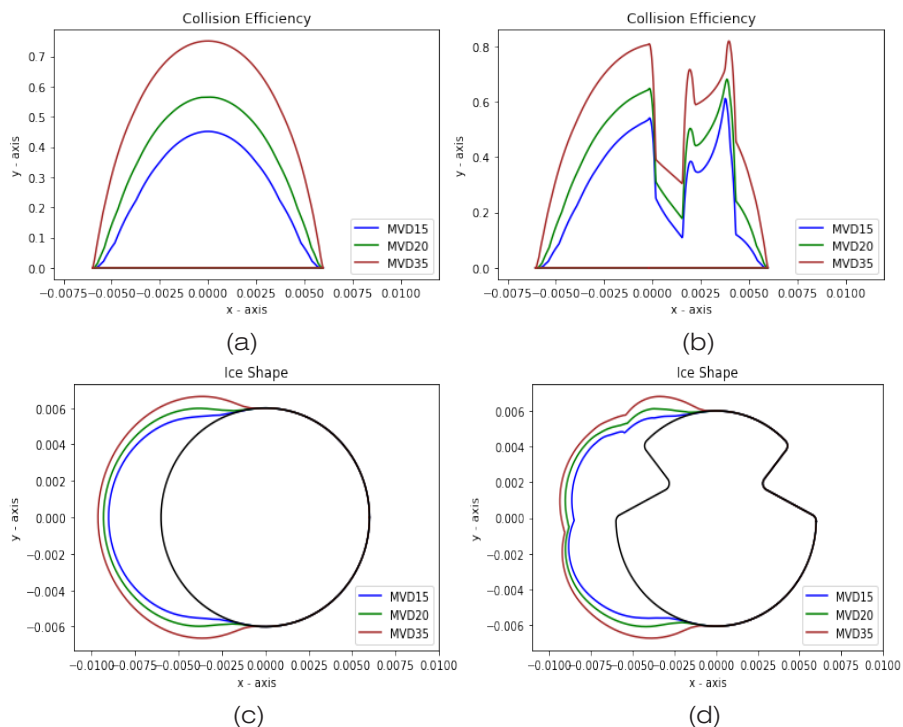 Collision Efficiency
y - axis
0.7
0.6
0.5
0.4
0.3
0.2
0.1
0.0
MVD15
MVD20
MVD35
−0.0075−0.0050−0.0025 0.0000 0.0025 0.0050 0.0075 0.0100
x - axis
(a)
Collision Efficiency
y - axis
0.8
0.6
0.4
0.2
0.0
MVD15
MVD20
MVD35
−0.0075−0.0050−0.0025 0.0000 0.0025 0.0050 0.0075 0.0100
x - axis
(b)
Ice Shape
y - axis
0.006
0.004
0.002
0.000
−0.002
−0.004
−0.006
MVD15
MVD20
MVD35
−0.0100−0.0075−0.0050−0.0025 0.0000 0.0025 0.0050 0.0075 0.0100
x - axis
(c)
Ice Shape
y - axis
0.006
0.004
0.002
0.000
−0.002
−0.004
−0.006
MVD15
MVD20
MVD35
−0.0100−0.0075−0.0050−0.0025 0.0000 0.0025 0.0050 0.0075 0.0100
x - axis
(d)